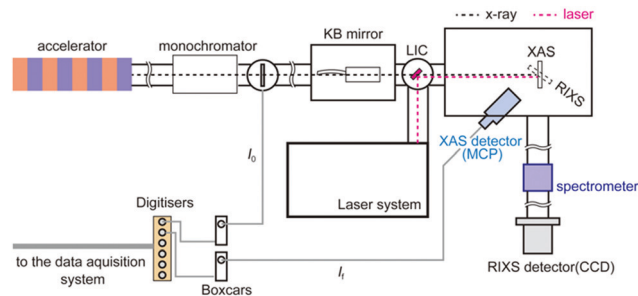 x-ray
laser
accelerator
monochromator
KB mirror
LIC
XAS
RIXS
XAS detector
(MCP)
I0
Laser system
spectrometer
Digitisers
to the data aquisition
system
Boxcars
If
RIXS detector(CCD)